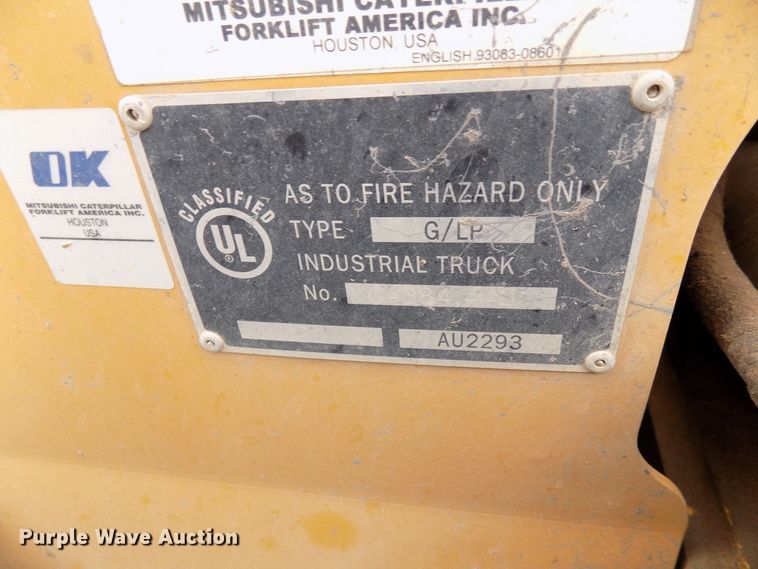 MITSUBISHI CATERPILLAR
FORKLIFT AMERICA INC.
HOUSTON, USA
ENGLISH 93083-08601
OK
MITSUBISHI CATERPILLAR
FORKLIFT AMERICA INC.
HOUSTON
USA
CLASSIFIED
UL
®
AS TO FIRE HAZARD ONLY
TYPE G/LP
INDUSTRIAL TRUCK
No.
AU2293
Purple Wave Auction